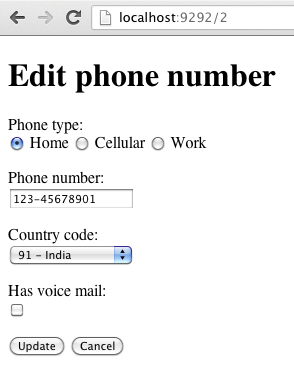 localhost:9292/2
Edit phone number
Phone type:
Home Cellular Work
Phone number:
123-45678901
Country code:
91 - India
Has voice mail:
Update Cancel